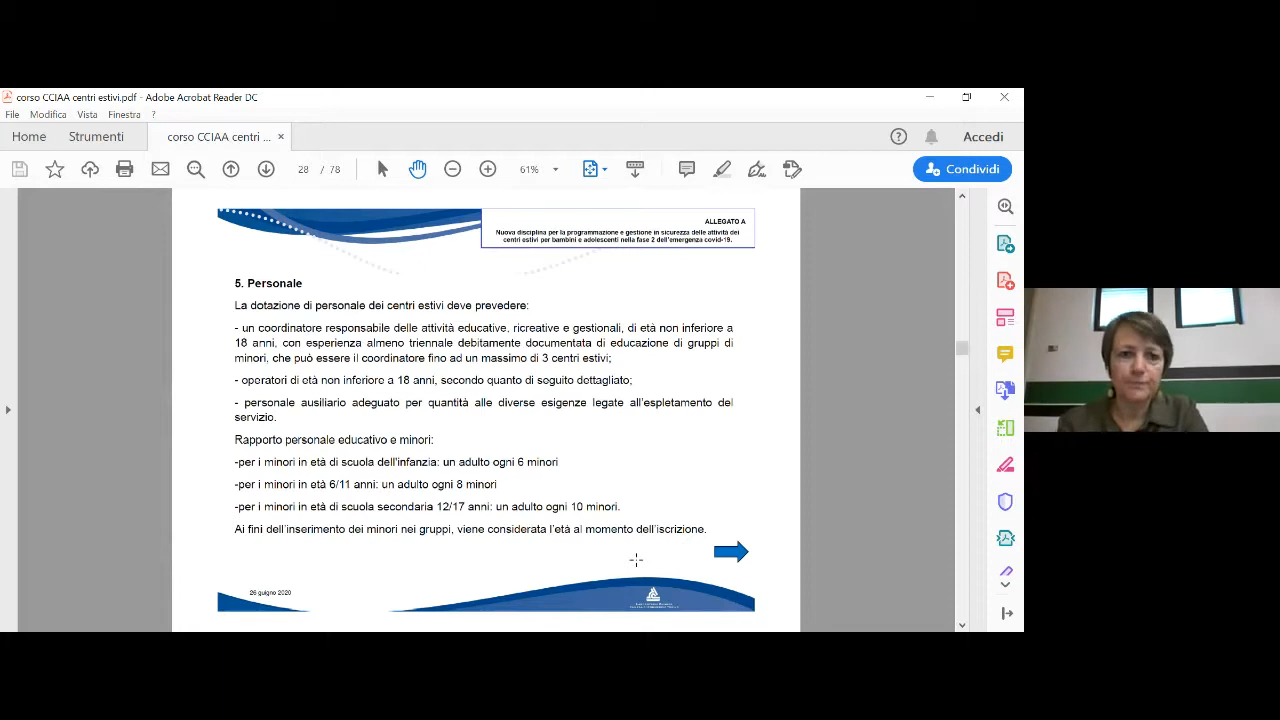 corso CCIAA centri estivi.pdf - Adobe Acrobat Reader DC
File Modifica Vista Finestra ?
Home Strumenti corso CCIAA centri ... × Accedi
28 / 78 61% Condividi
ALLEGATO A
Nuova disciplina per la programmazione e gestione in sicurezza delle attività dei
centri estivi per bambini e adolescenti nella fase 2 dell'emergenza covid-19.
5. Personale
La dotazione di personale dei centri estivi deve prevedere:
- un coordinatore responsabile delle attività educative, ricreative e gestionali, di età non inferiore a
18 anni, con esperienza almeno triennale debitamente documentata di educazione di gruppi di
minori, che può essere il coordinatore fino ad un massimo di 3 centri estivi;
- operatori di età non inferiore a 18 anni, secondo quanto di seguito dettagliato;
- personale ausiliario adeguato per quantità alle diverse esigenze legate all'espletamento del
servizio.
Rapporto personale educativo e minori:
-per i minori in età di scuola dell'infanzia: un adulto ogni 6 minori
-per i minori in età 6/11 anni: un adulto ogni 8 minori
-per i minori in età di scuola secondaria 12/17 anni: un adulto ogni 10 minori.
Ai fini dell'inserimento dei minori nei gruppi, viene considerata l'età al momento dell'iscrizione.
26 guigno 2020